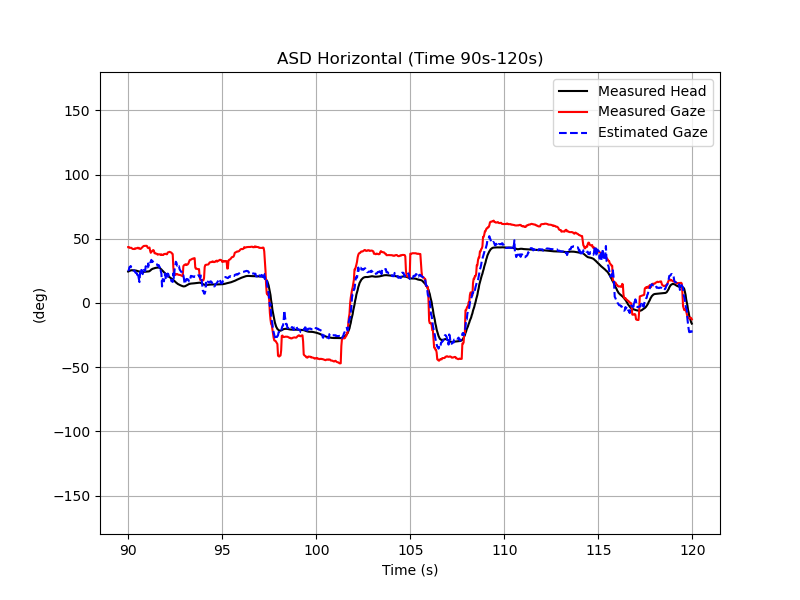 ASD Horizontal (Time 90s-120s)
Measured Head
Measured Gaze
Estimated Gaze
150
100
50
0
−50
−100
−150
(deg)
90
95
100
105
110
115
120
Time (s)